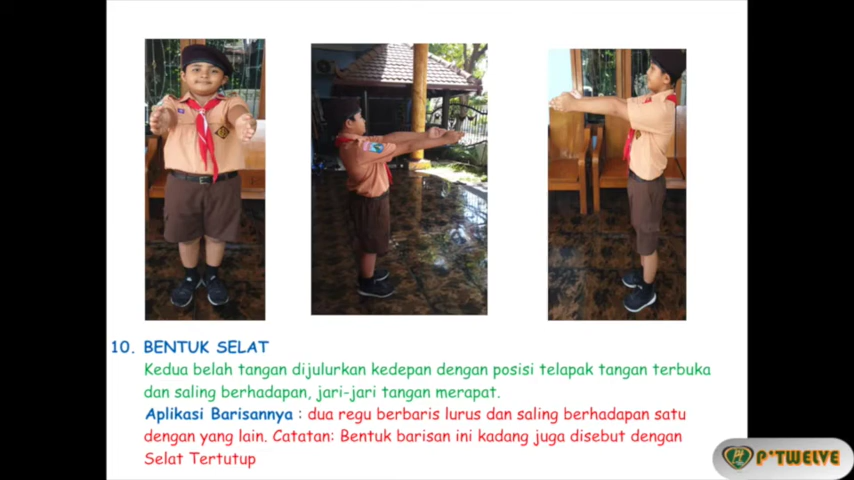 10. BENTUK SELAT
Kedua belah tangan dijulurkan kedepan dengan posisi telapak tangan terbuka
dan saling berhadapan, jari-jari tangan merapat.
Aplikasi Barisannya : dua regu berbaris lurus dan saling berhadapan satu
dengan yang lain. Catatan: Bentuk barisan ini kadang juga disebut dengan
Selat Tertutup
P'TWELVE